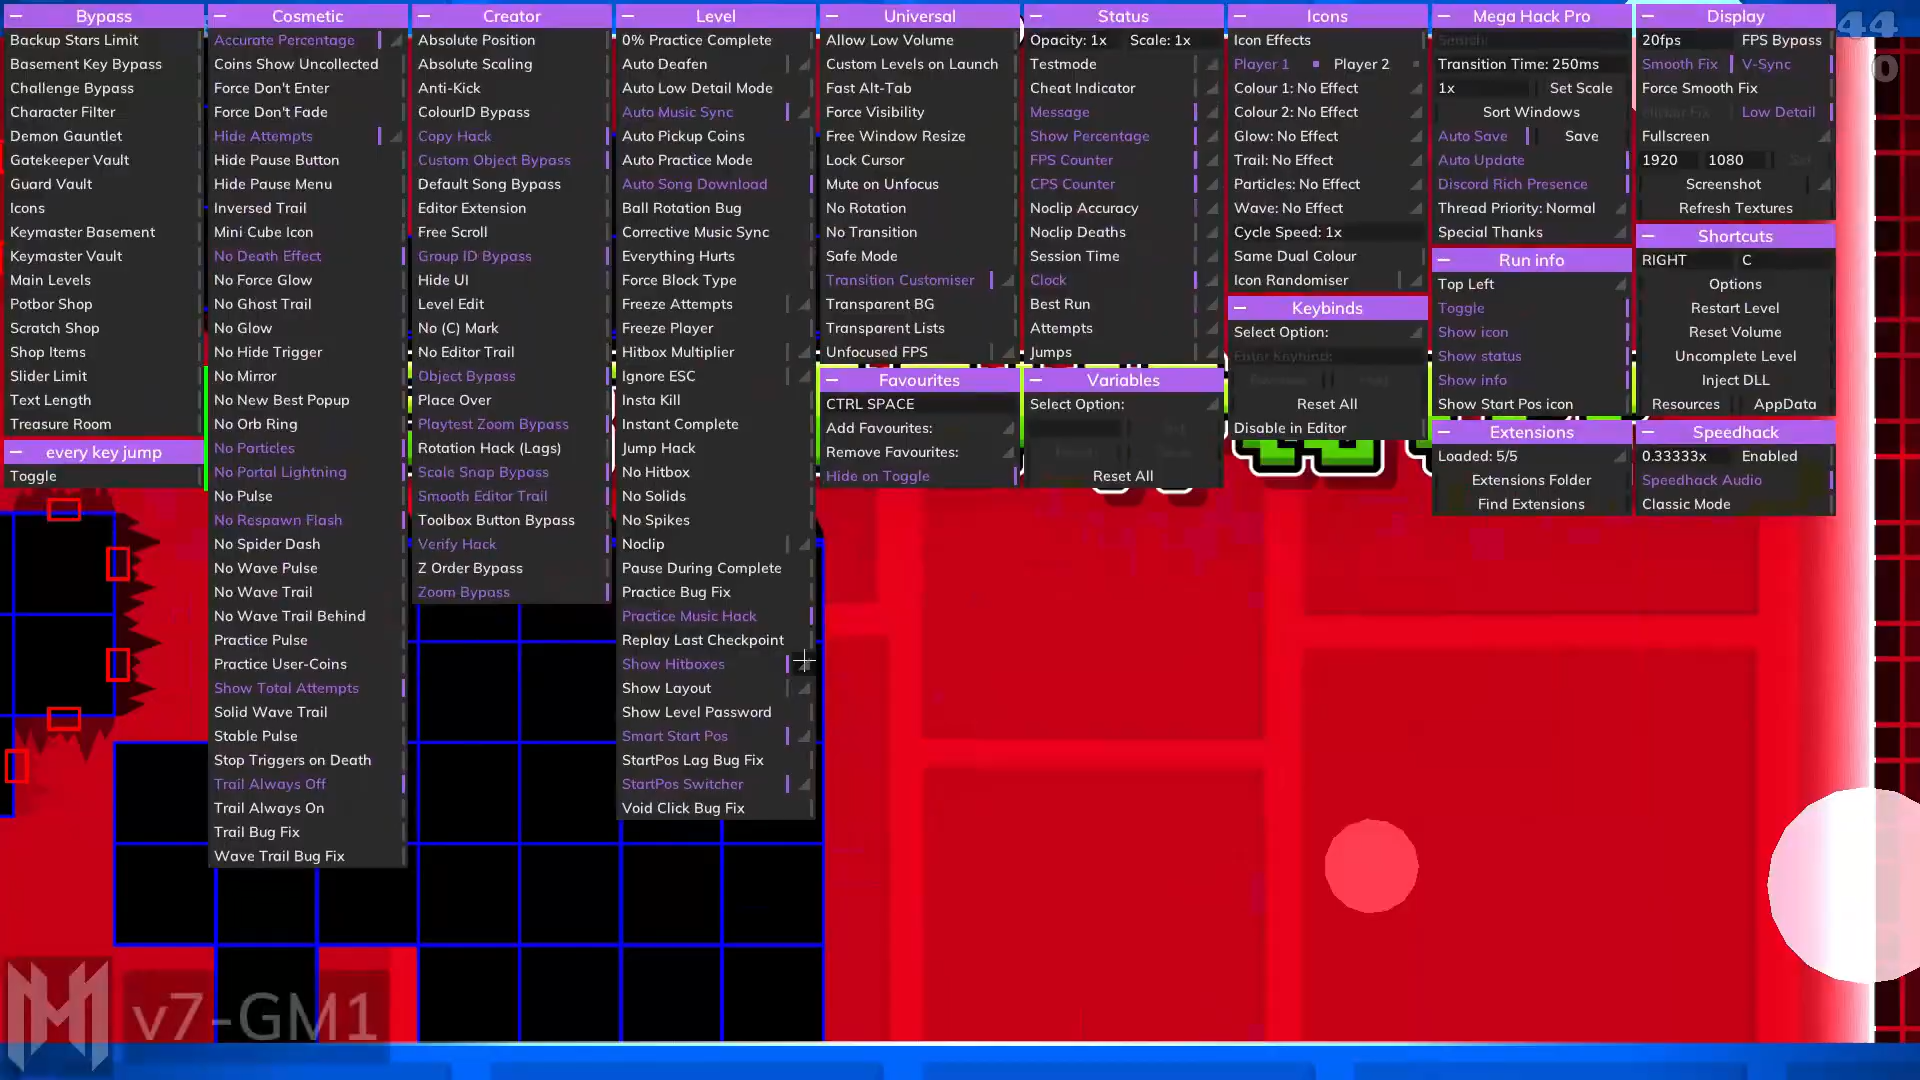 Bypass
Backup Stars Limit
Basement Key Bypass
Challenge Bypass
Character Filter
Demon Gauntlet
Gatekeeper Vault
Guard Vault
Icons
Keymaster Basement
Keymaster Vault
Main Levels
Potbor Shop
Scratch Shop
Shop Items
Slider Limit
Text Length
Treasure Room
every key jump
Toggle
Cosmetic
Accurate Percentage
Coins Show Uncollected
Force Don't Enter
Force Don't Fade
Hide Attempts
Hide Pause Button
Hide Pause Menu
Inversed Trail
Mini Cube Icon
No Death Effect
No Force Glow
No Ghost Trail
No Glow
No Hide Trigger
No Mirror
No New Best Popup
No Orb Ring
No Particles
No Portal Lightning
No Pulse
No Respawn Flash
No Spider Dash
No Wave Pulse
No Wave Trail
No Wave Trail Behind
Practice Pulse
Practice User-Coins
Show Total Attempts
Solid Wave Trail
Stable Pulse
Stop Triggers on Death
Trail Always Off
Trail Always On
Trail Bug Fix
Wave Trail Bug Fix
Creator
Absolute Position
Absolute Scaling
Anti-Kick
ColourID Bypass
Copy Hack
Custom Object Bypass
Default Song Bypass
Editor Extension
Free Scroll
Group ID Bypass
Hide UI
Level Edit
No (C) Mark
No Editor Trail
Object Bypass
Place Over
Playtest Zoom Bypass
Rotation Hack (Lags)
Scale Snap Bypass
Smooth Editor Trail
Toolbox Button Bypass
Verify Hack
Z Order Bypass
Zoom Bypass
Level
0% Practice Complete
Auto Deafen
Auto Low Detail Mode
Auto Music Sync
Auto Pickup Coins
Auto Practice Mode
Auto Song Download
Ball Rotation Bug
Corrective Music Sync
Everything Hurts
Force Block Type
Freeze Attempts
Freeze Player
Hitbox Multiplier
Ignore ESC
Insta Kill
Instant Complete
Jump Hack
No Hitbox
No Solids
No Spikes
Noclip
Pause During Complete
Practice Bug Fix
Practice Music Hack
Replay Last Checkpoint
Show Hitboxes
Show Layout
Show Level Password
Smart Start Pos
StartPos Lag Bug Fix
StartPos Switcher
Void Click Bug Fix
Universal
Allow Low Volume
Custom Levels on Launch
Fast Alt-Tab
Force Visibility
Free Window Resize
Lock Cursor
Mute on Unfocus
No Rotation
No Transition
Safe Mode
Transition Customiser
Transparent BG
Transparent Lists
Unfocused FPS
Favourites
CTRL SPACE
Add Favourites:
Remove Favourites:
Hide on Toggle
Status
Opacity: 1x Scale: 1x
Testmode
Cheat Indicator
Message
Show Percentage
FPS Counter
CPS Counter
Noclip Accuracy
Noclip Deaths
Session Time
Clock
Best Run
Attempts
Jumps
Variables
Select Option:
Reset All
Icons
Icon Effects
Player 1 Player 2
Colour 1: No Effect
Colour 2: No Effect
Glow: No Effect
Trail: No Effect
Particles: No Effect
Wave: No Effect
Cycle Speed: 1x
Same Dual Colour
Icon Randomiser
Keybinds
Select Option:
Enter Keybind:
Reset All
Disable in Editor
Mega Hack Pro
Search:
Transition Time: 250ms
1x Set Scale
Sort Windows
Auto Save Save
Auto Update
Discord Rich Presence
Thread Priority: Normal
Special Thanks
Run info
Top Left
Toggle
Show icon
Show status
Show info
Show Start Pos icon
Extensions
Loaded: 5/5
Extensions Folder
Find Extensions
Display
20fps FPS Bypass
Smooth Fix V-Sync
Force Smooth Fix
Low Detail
Fullscreen
1920 1080 Set
Screenshot
Refresh Textures
Shortcuts
RIGHT C
Options
Restart Level
Reset Volume
Uncomplete Level
Inject DLL
Resources AppData
Speedhack
0.33333x Enabled
Speedhack Audio
Classic Mode
44
0
v7-GM1